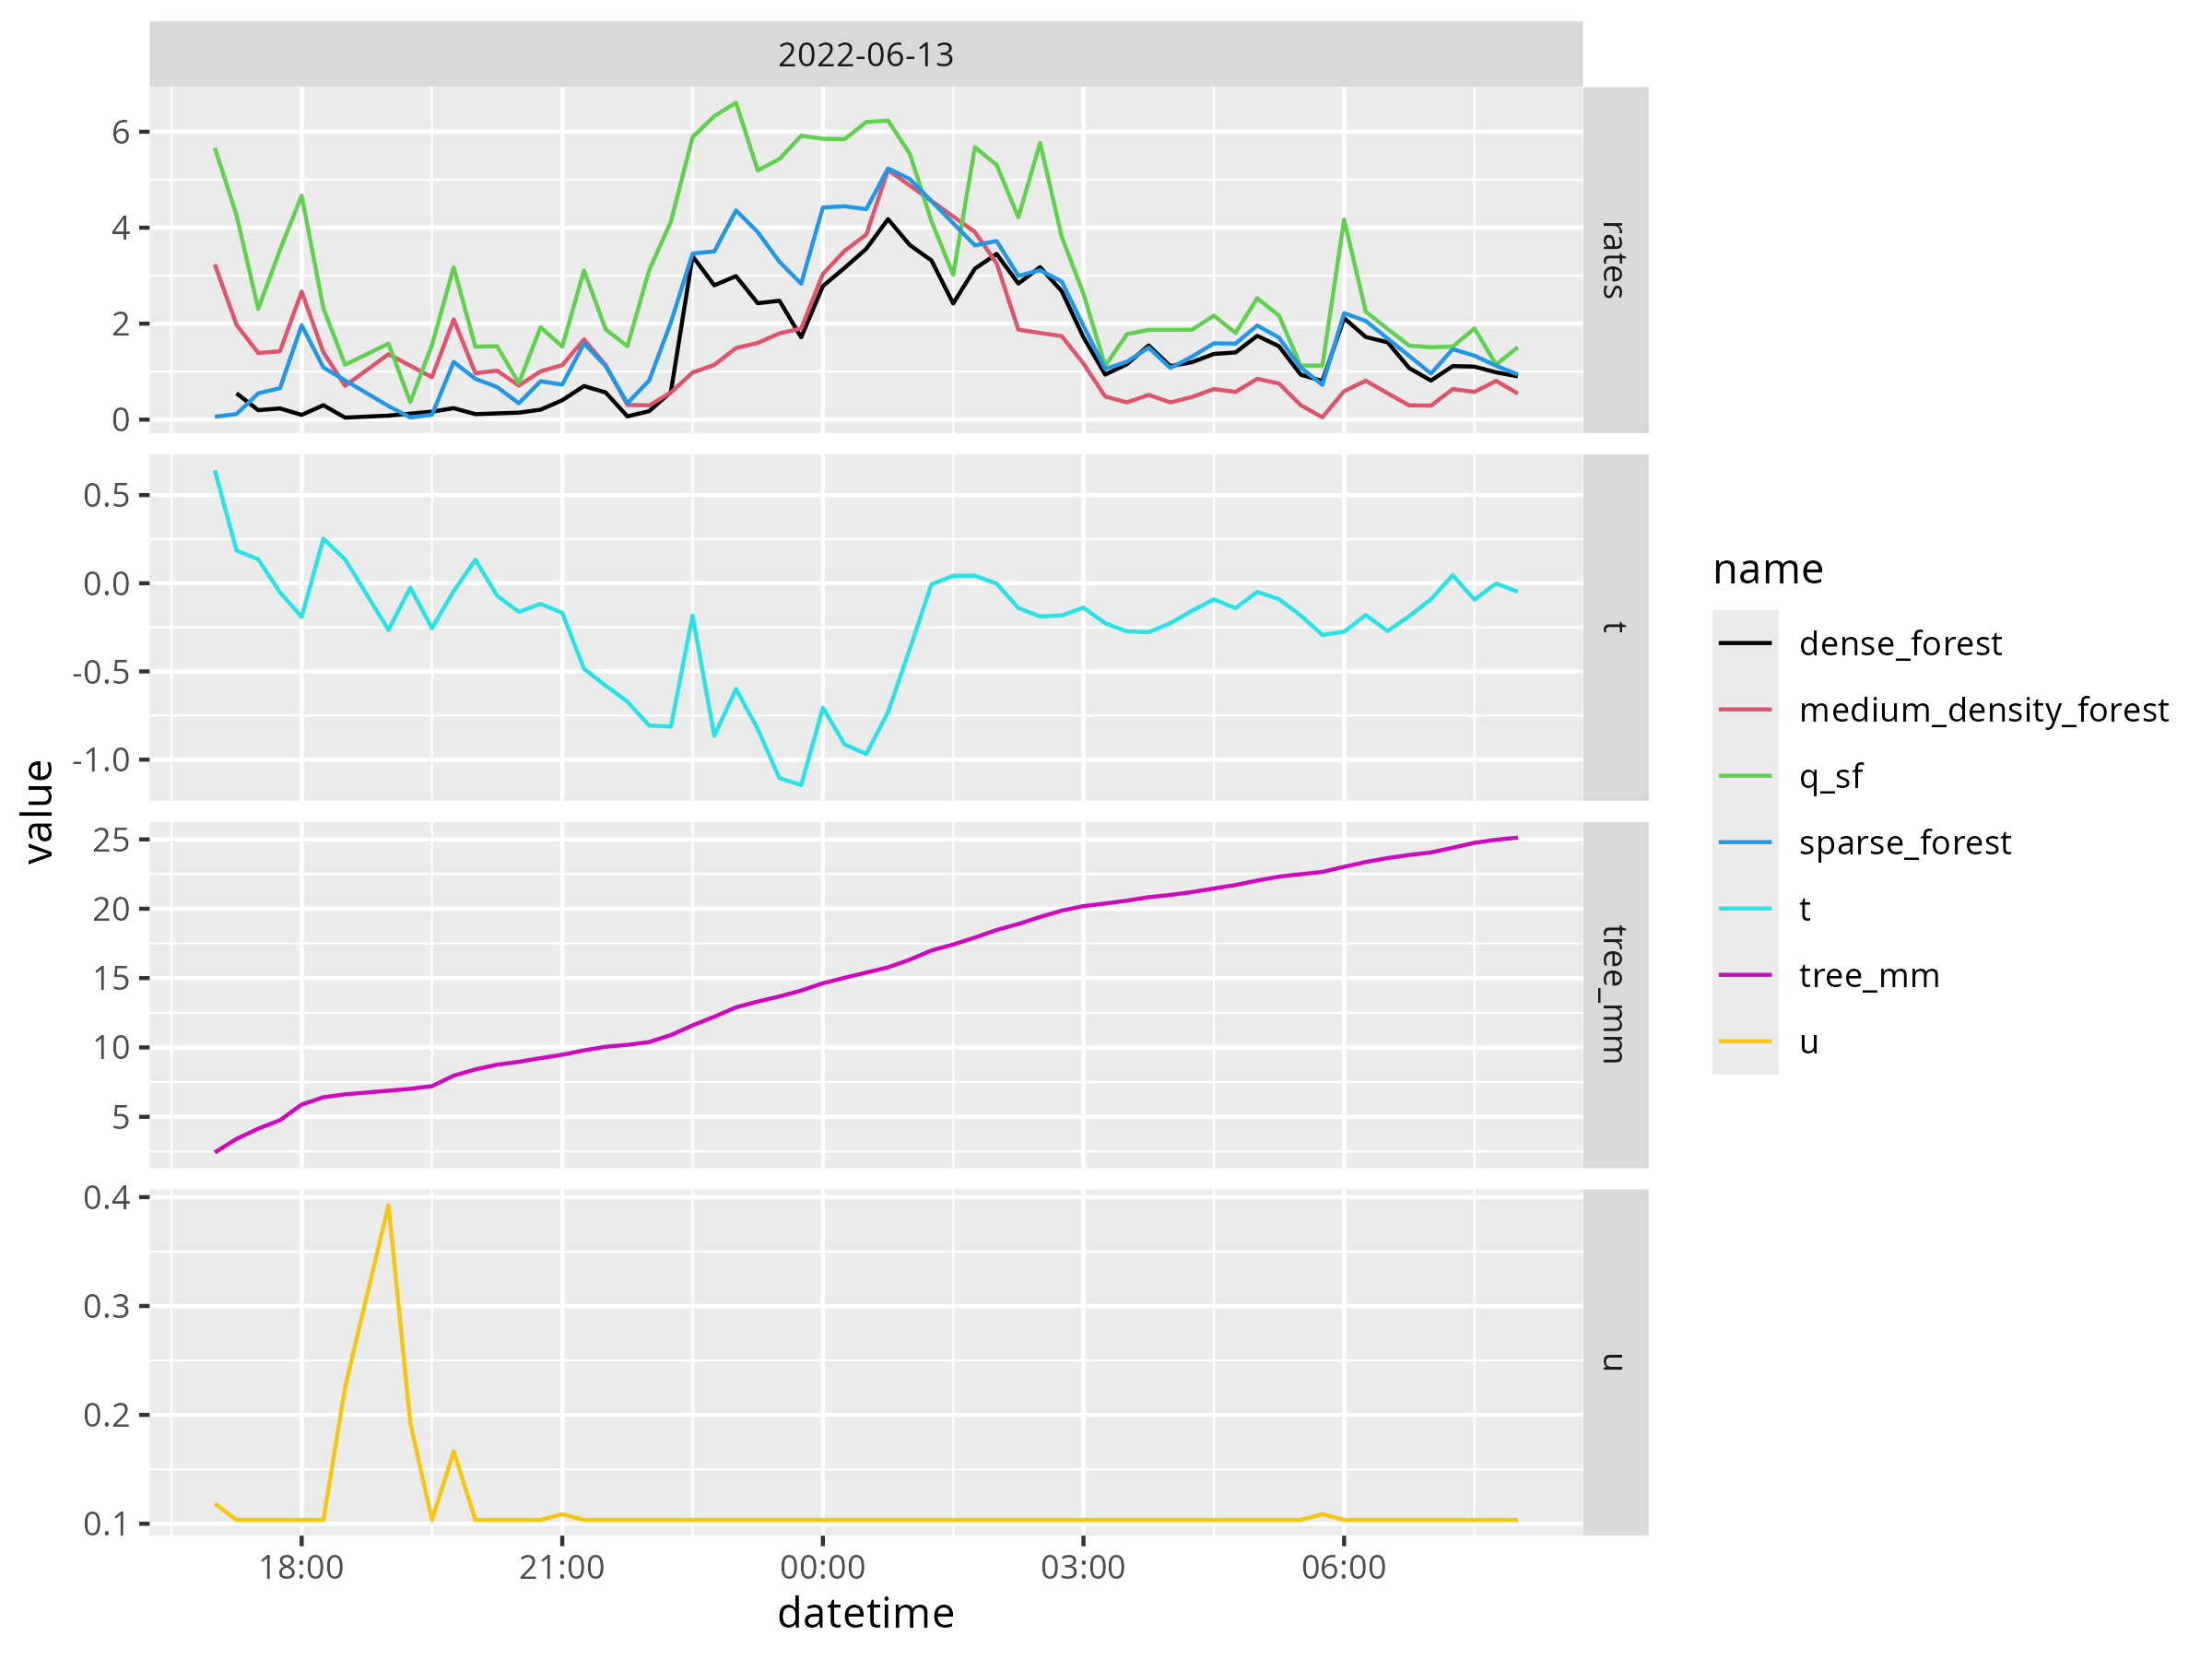 2022-06-13
6
4
2
0
rates
0.5
0.0
-0.5
-1.0
t
25
20
15
10
5
tree_mm
0.4
0.3
0.2
0.1
u
value
18:00 21:00 00:00 03:00 06:00
datetime
name
dense_forest
medium_density_forest
q_sf
sparse_forest
t
tree_mm
u